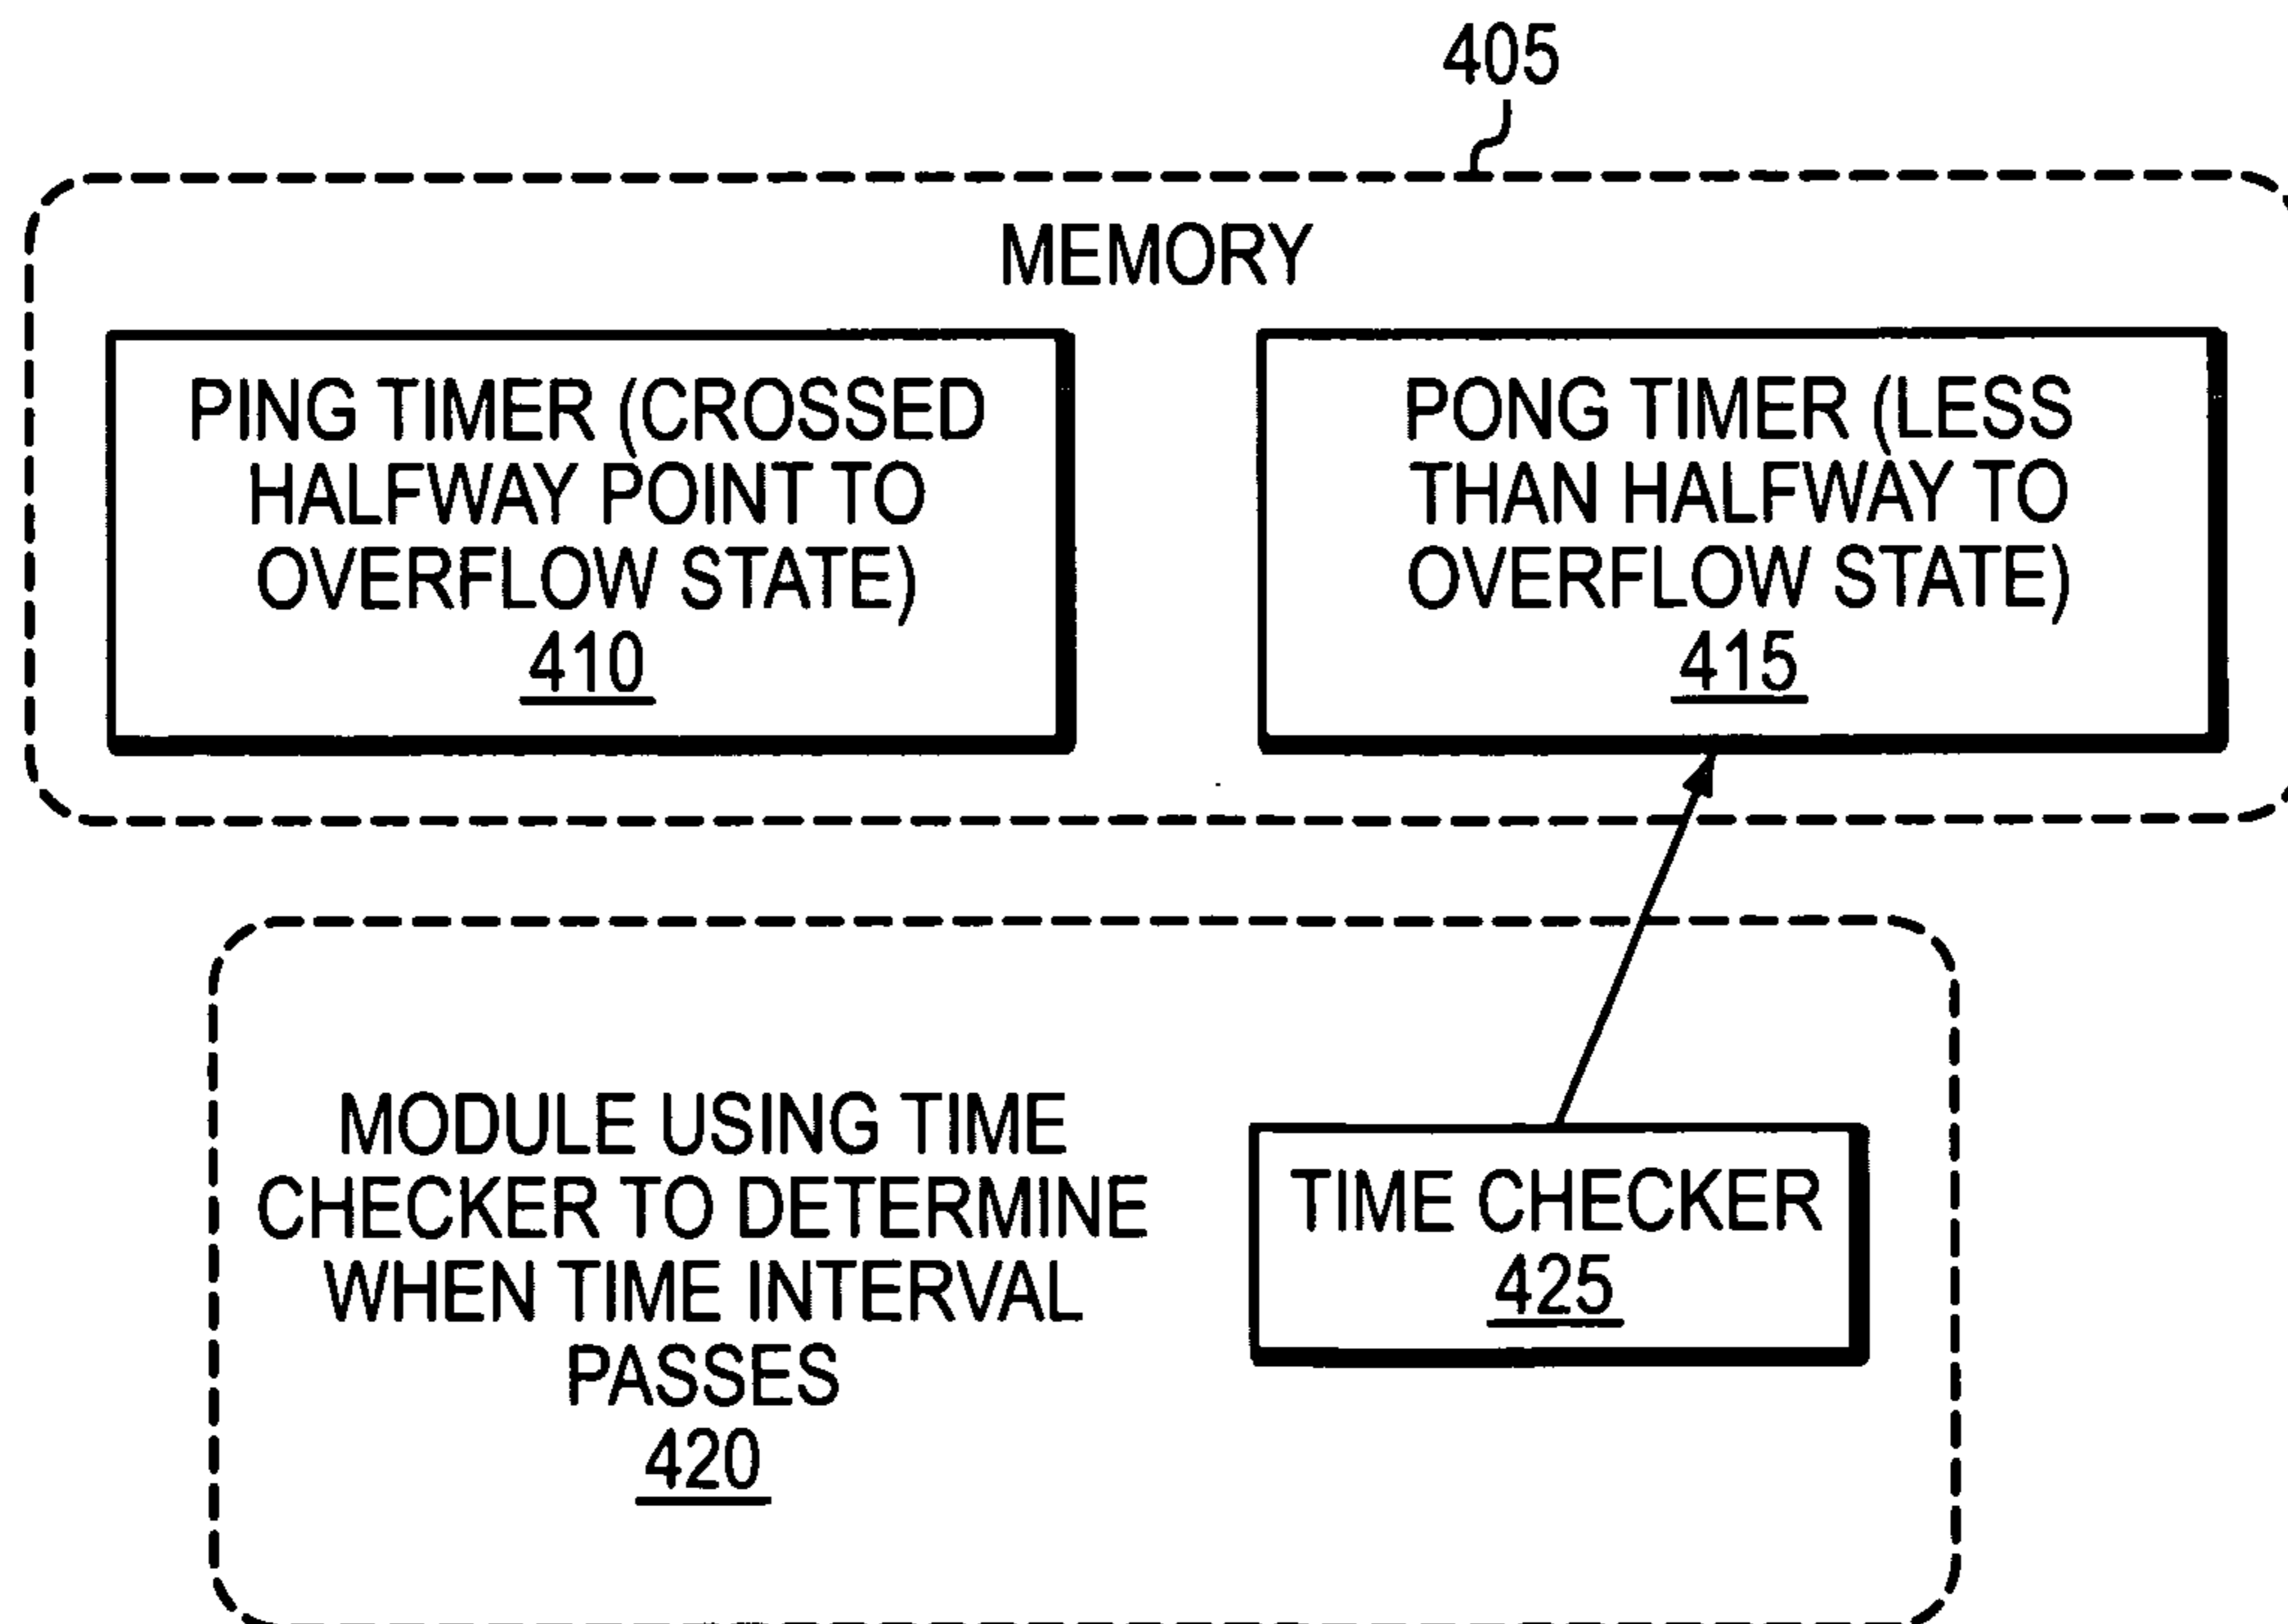 405
MEMORY
PING TIMER (CROSSED
HALFWAY POINT TO
OVERFLOW STATE)
410
PONG TIMER (LESS
THAN HALFWAY TO
OVERFLOW STATE)
415
MODULE USING TIME
CHECKER TO DETERMINE
WHEN TIME INTERVAL
PASSES
420
TIME CHECKER
425